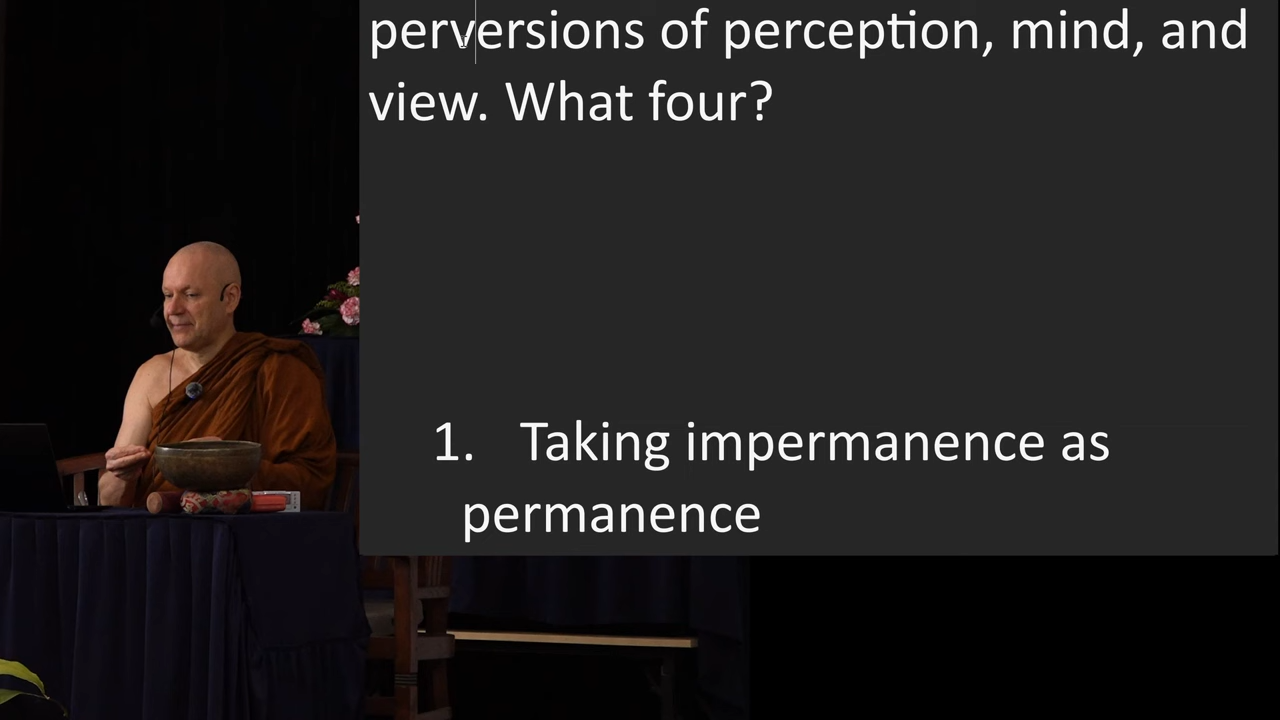 perversions of perception, mind, and
view. What four?
1. Taking impermanence as
permanence